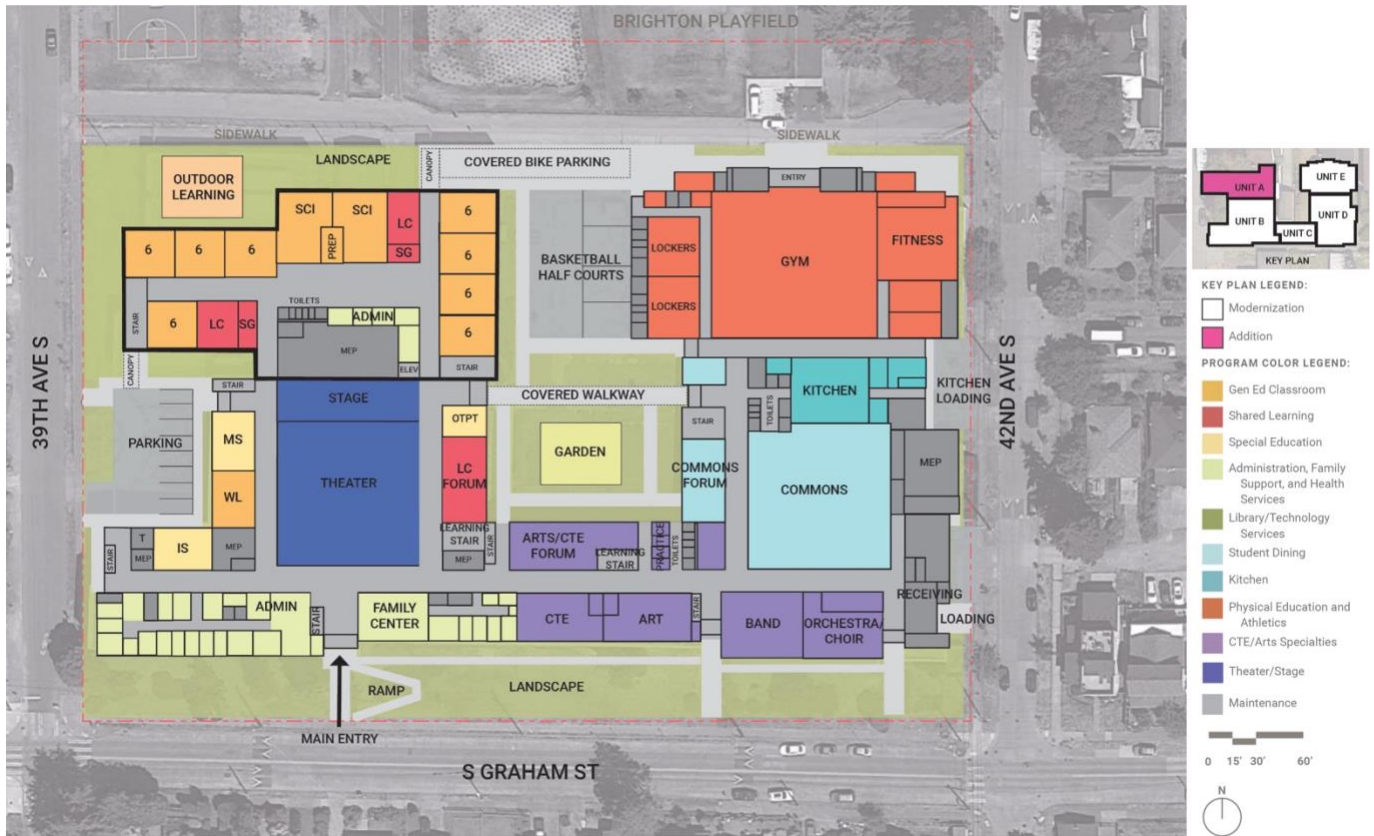 BRIGHTON PLAYFIELD
SIDEWALK
SIDEWALK
LANDSCAPE
CANOPY
COVERED BIKE PARKING
OUTDOOR
LEARNING
SCI
SCI
LC
6
ENTRY
PREP
SG
6
6
6
6
LOCKERS
GYM
FITNESS
BASKETBALL
HALF COURTS
6
TOILETS
ADMIN
LOCKERS
STAIR
6
LC
SG
6
MEP
ELEV
STAIR
CANOPY
STAIR
STAGE
COVERED WALKWAY
KITCHEN
KITCHEN
LOADING
39TH AVE S
42ND AVE S
PARKING
MS
OTPT
STAIR
TOILETS
THEATER
LC
FORUM
GARDEN
COMMONS
FORUM
COMMONS
MEP
WL
LEARNING
STAIR
STAIR
T
MEP
IS
MEP
MEP
STAIR
ARTS/CTE
FORUM
LEARNING
STAIR
PRACTICE
TOILETS
RECEIVING
ADMIN
STAIR
FAMILY
CENTER
CTE
ART
STAIR
BAND
ORCHESTRA/
CHOIR
LOADING
RAMP
LANDSCAPE
MAIN ENTRY
S GRAHAM ST
UNIT A
UNIT E
UNIT B
UNIT C
UNIT D
KEY PLAN
KEY PLAN LEGEND:
Modernization
Addition
PROGRAM COLOR LEGEND:
Gen Ed Classroom
Shared Learning
Special Education
Administration, Family
Support, and Health
Services
Library/Technology
Services
Student Dining
Kitchen
Physical Education and
Athletics
CTE/Arts Specialties
Theater/Stage
Maintenance
0 15' 30' 60'
N